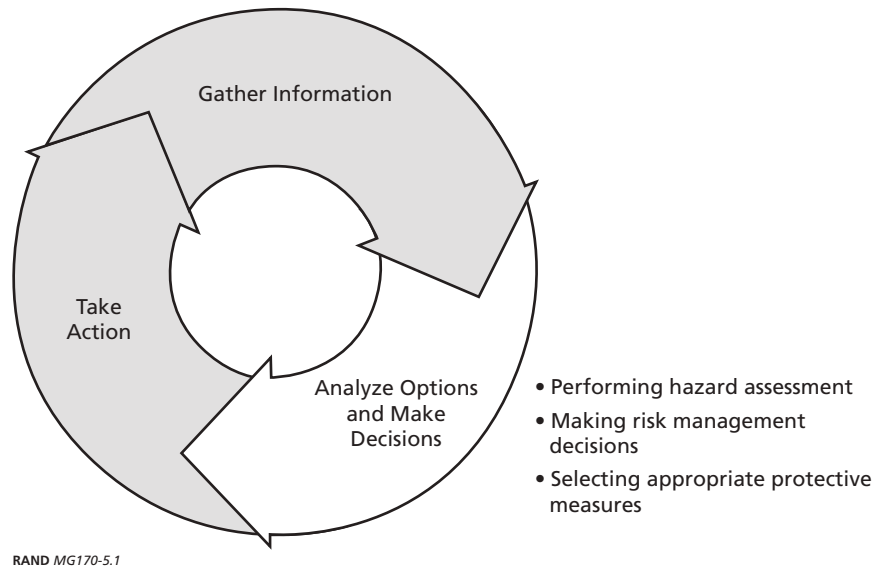 Gather Information
Take
Action
Analyze Options
and Make
Decisions
• Performing hazard assessment
• Making risk management
decisions
• Selecting appropriate protective
measures
RAND MG170-5.1